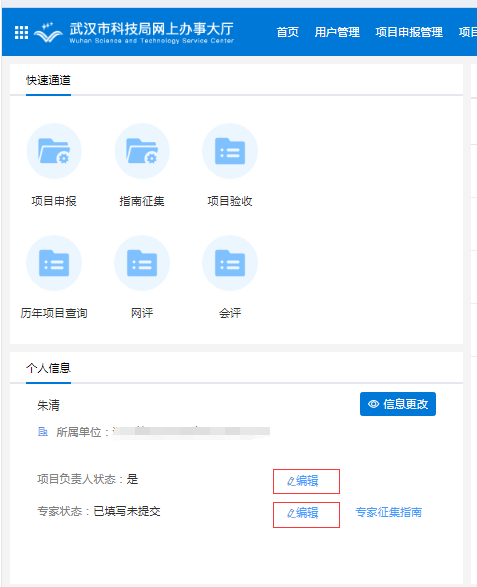 武汉市科技局网上办事大厅
Wuhan Science and Technology Service Center
首页 用户管理 项目申报管理 项目
快速通道
项目申报 指南征集 项目验收
历年项目查询 网评 会评
个人信息
朱清
信息更改
所属单位：
项目负责人状态：是 编辑
专家状态：已填写未提交 编辑 专家征集指南